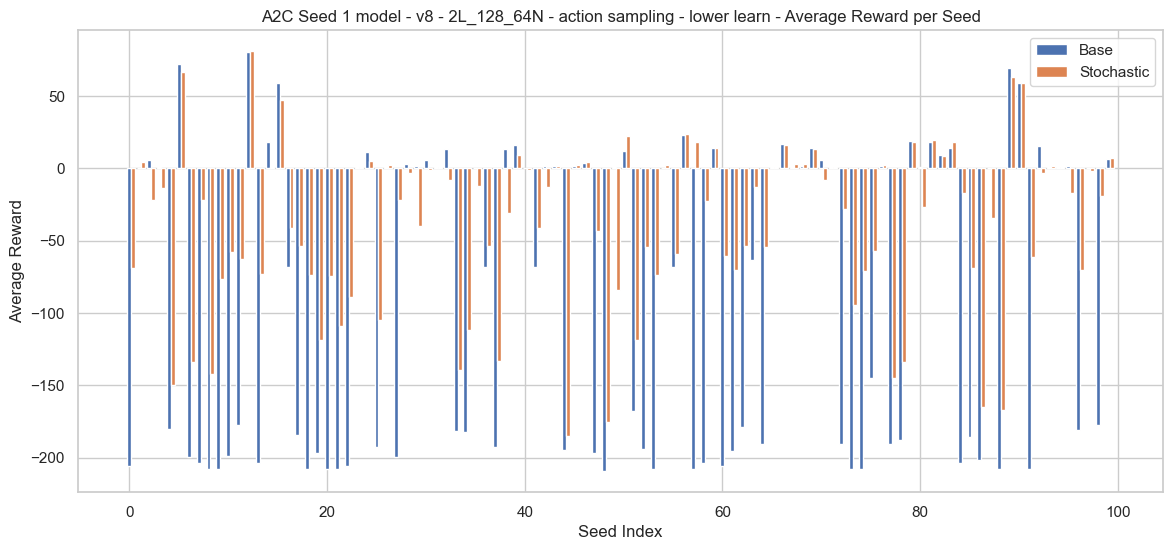 A2C Seed 1 model - v8 - 2L_128_64N - action sampling - lower learn - Average Reward per Seed
Base
Stochastic
Average Reward
50
0
−50
−100
−150
−200
0 20 40 60 80 100
Seed Index